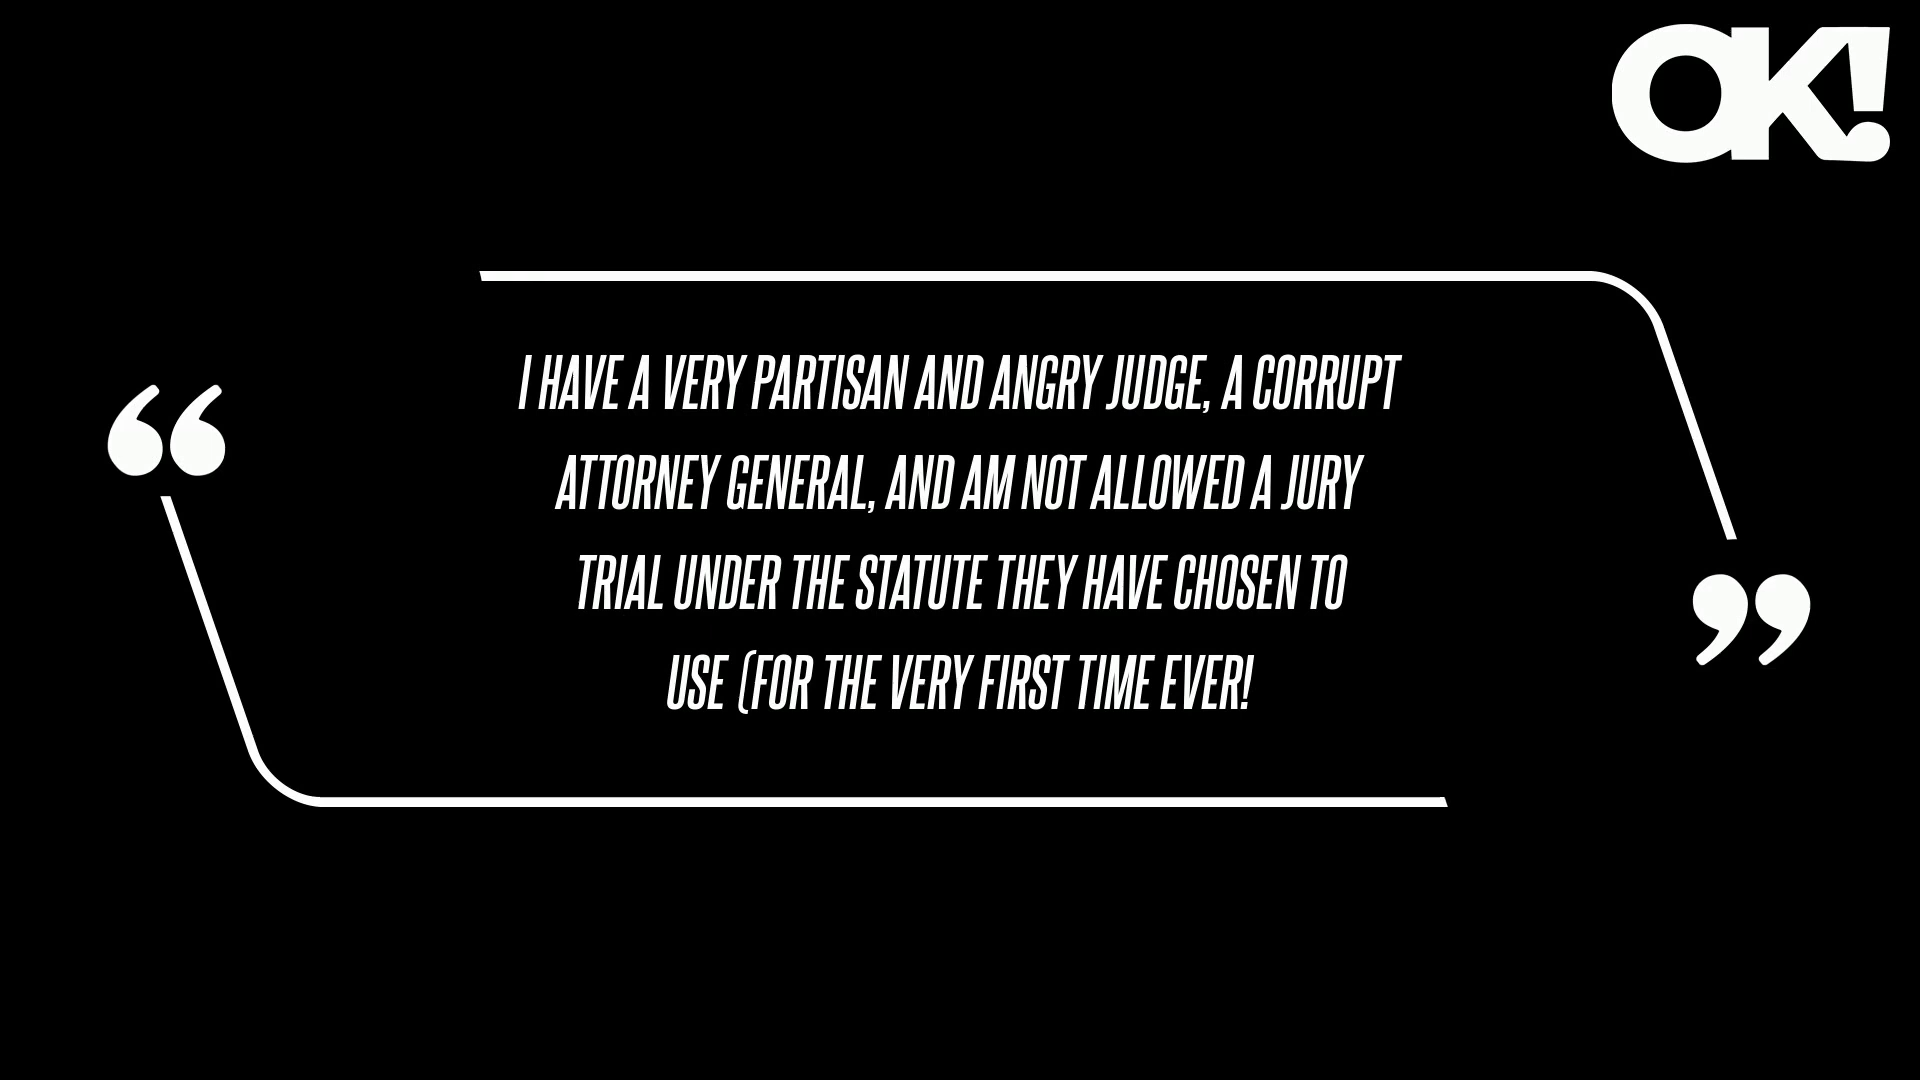 OK!
“
I HAVE A VERY PARTISAN AND ANGRY JUDGE, A CORRUPT
ATTORNEY GENERAL, AND AM NOT ALLOWED A JURY
TRIAL UNDER THE STATUTE THEY HAVE CHOSEN TO
USE (FOR THE VERY FIRST TIME EVER!
”